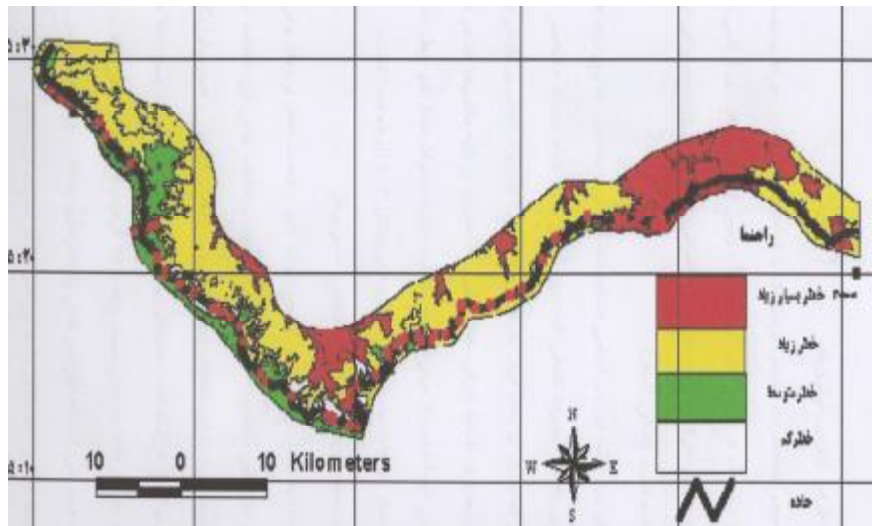 راهنما
خطر بسیار زیاد
خطر زیاد
خطر متوسط
خطر کم
جاده
N
W E
S
10 0 10 Kilometers